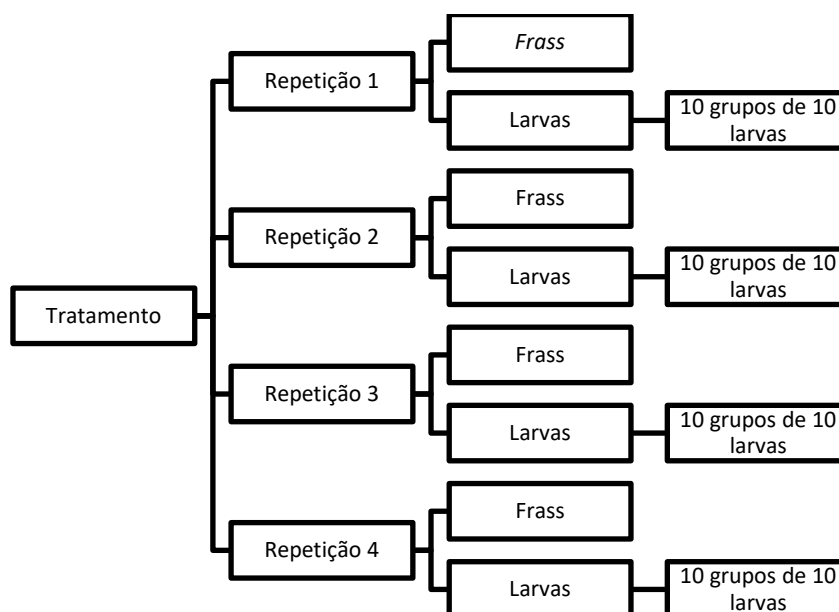 Tratamento
Repetição 1
Frass
Larvas
10 grupos de 10
larvas
Repetição 2
Frass
Larvas
10 grupos de 10
larvas
Repetição 3
Frass
Larvas
10 grupos de 10
larvas
Repetição 4
Frass
Larvas
10 grupos de 10
larvas